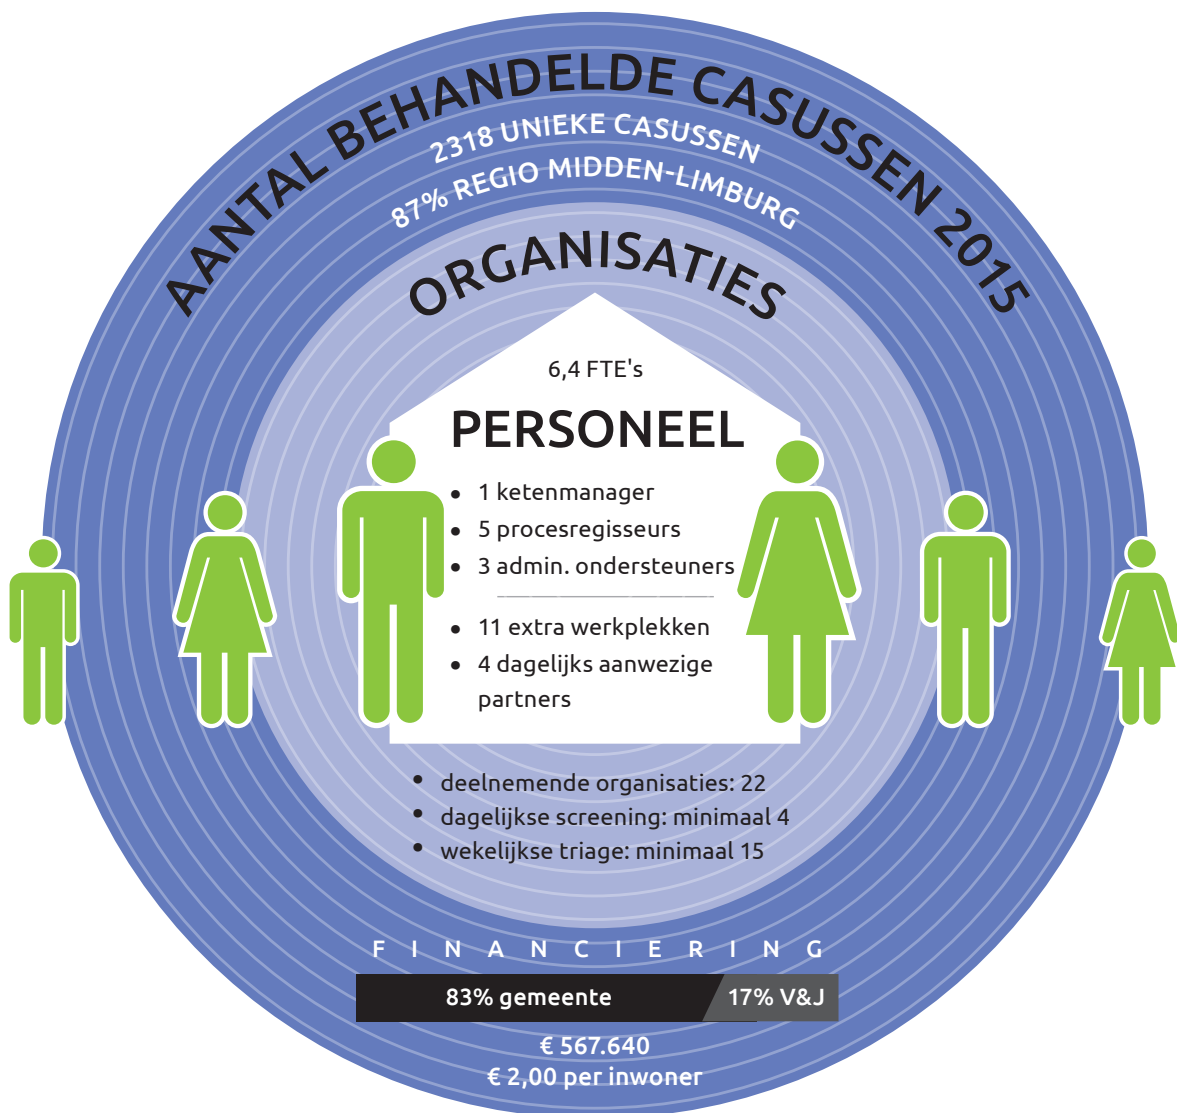 AANTAL BEHANDELDE CASUSSEN 2015
2318 UNIEKE CASUSSEN
87% REGIO MIDDEN-LIMBURG
ORGANISATIES
6,4 FTE's
PERSONEEL
• 1 ketenmanager
• 5 procesregisseurs
• 3 admin. ondersteuners
• 11 extra werkplekken
• 4 dagelijks aanwezige
partners
• deelnemende organisaties: 22
• dagelijkse screening: minimaal 4
• wekelijkse triage: minimaal 15
FINANCIERING
83% gemeente 17% V&J
€ 567.640
€ 2,00 per inwoner